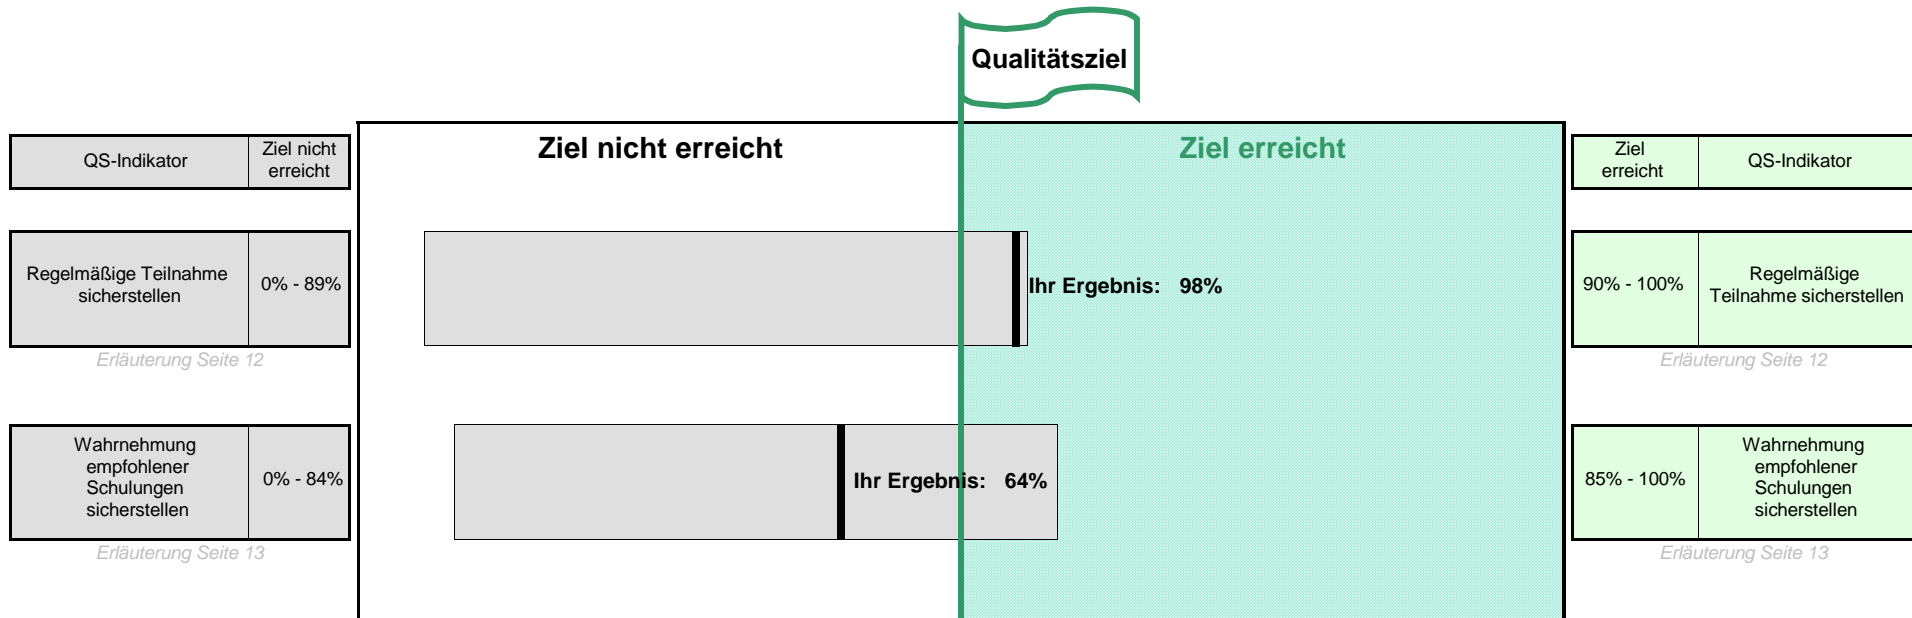 Qualitätsziel
QS-Indikator
Ziel nicht
erreicht
Ziel nicht erreicht
Ziel erreicht
Ziel
erreicht
QS-Indikator
Regelmäßige Teilnahme
sicherstellen
0% - 89%
Ihr Ergebnis: 98%
90% - 100%
Regelmäßige
Teilnahme sicherstellen
Erläuterung Seite 12
Erläuterung Seite 12
Wahrnehmung
empfohlener
Schulungen
sicherstellen
0% - 84%
Ihr Ergebnis: 64%
85% - 100%
Wahrnehmung
empfohlener
Schulungen
sicherstellen
Erläuterung Seite 13
Erläuterung Seite 13